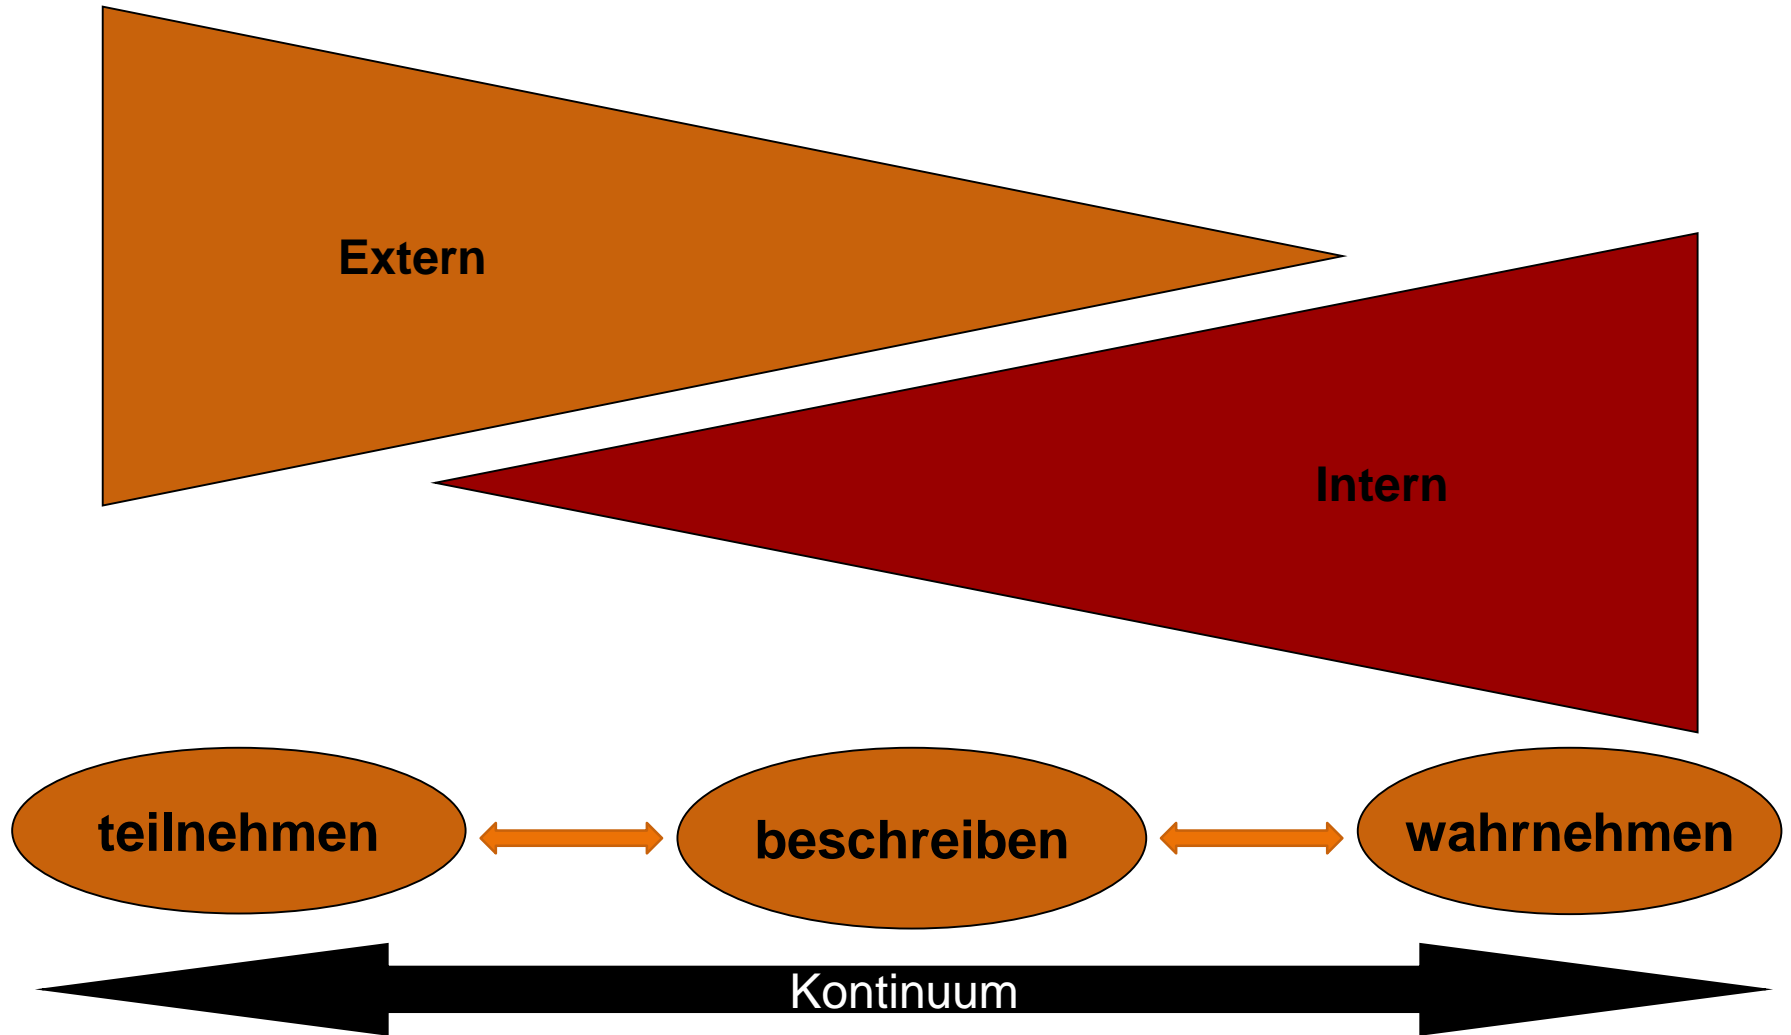 Extern
Intern
teilnehmen
beschreiben
wahrnehmen
Kontinuum